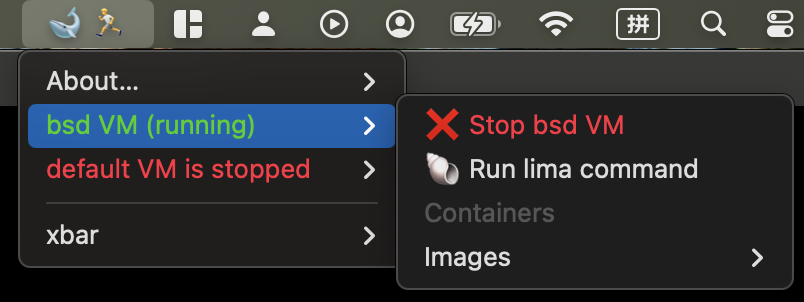 拼
About...
bsd VM (running)
default VM is stopped
xbar
Stop bsd VM
Run lima command
Containers
Images